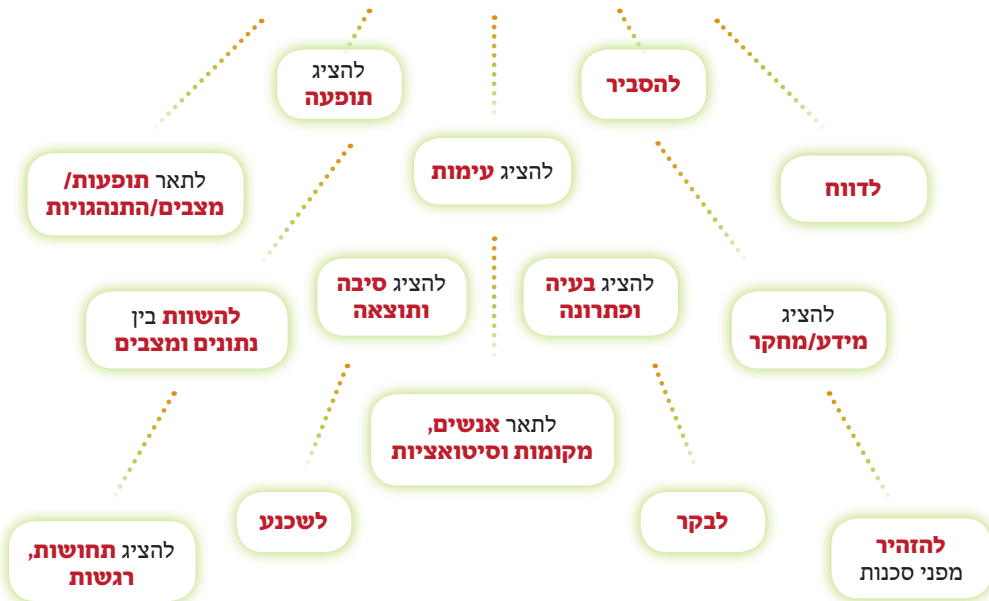 להציג
תופעה
להסביר
להציג עימות
לתאר תופעות/
מצבים/התנהגויות
לדווח
להציג סיבה
ותוצאה
להציג בעיה
ופתרונה
להשוות בין
נתונים ומצבים
להציג
מידע/מחקר
לתאר אנשים,
מקומות וסיטואציות
לשכנע
לבקר
להציג תחושות,
רגשות
להזהיר
מפני סכנות